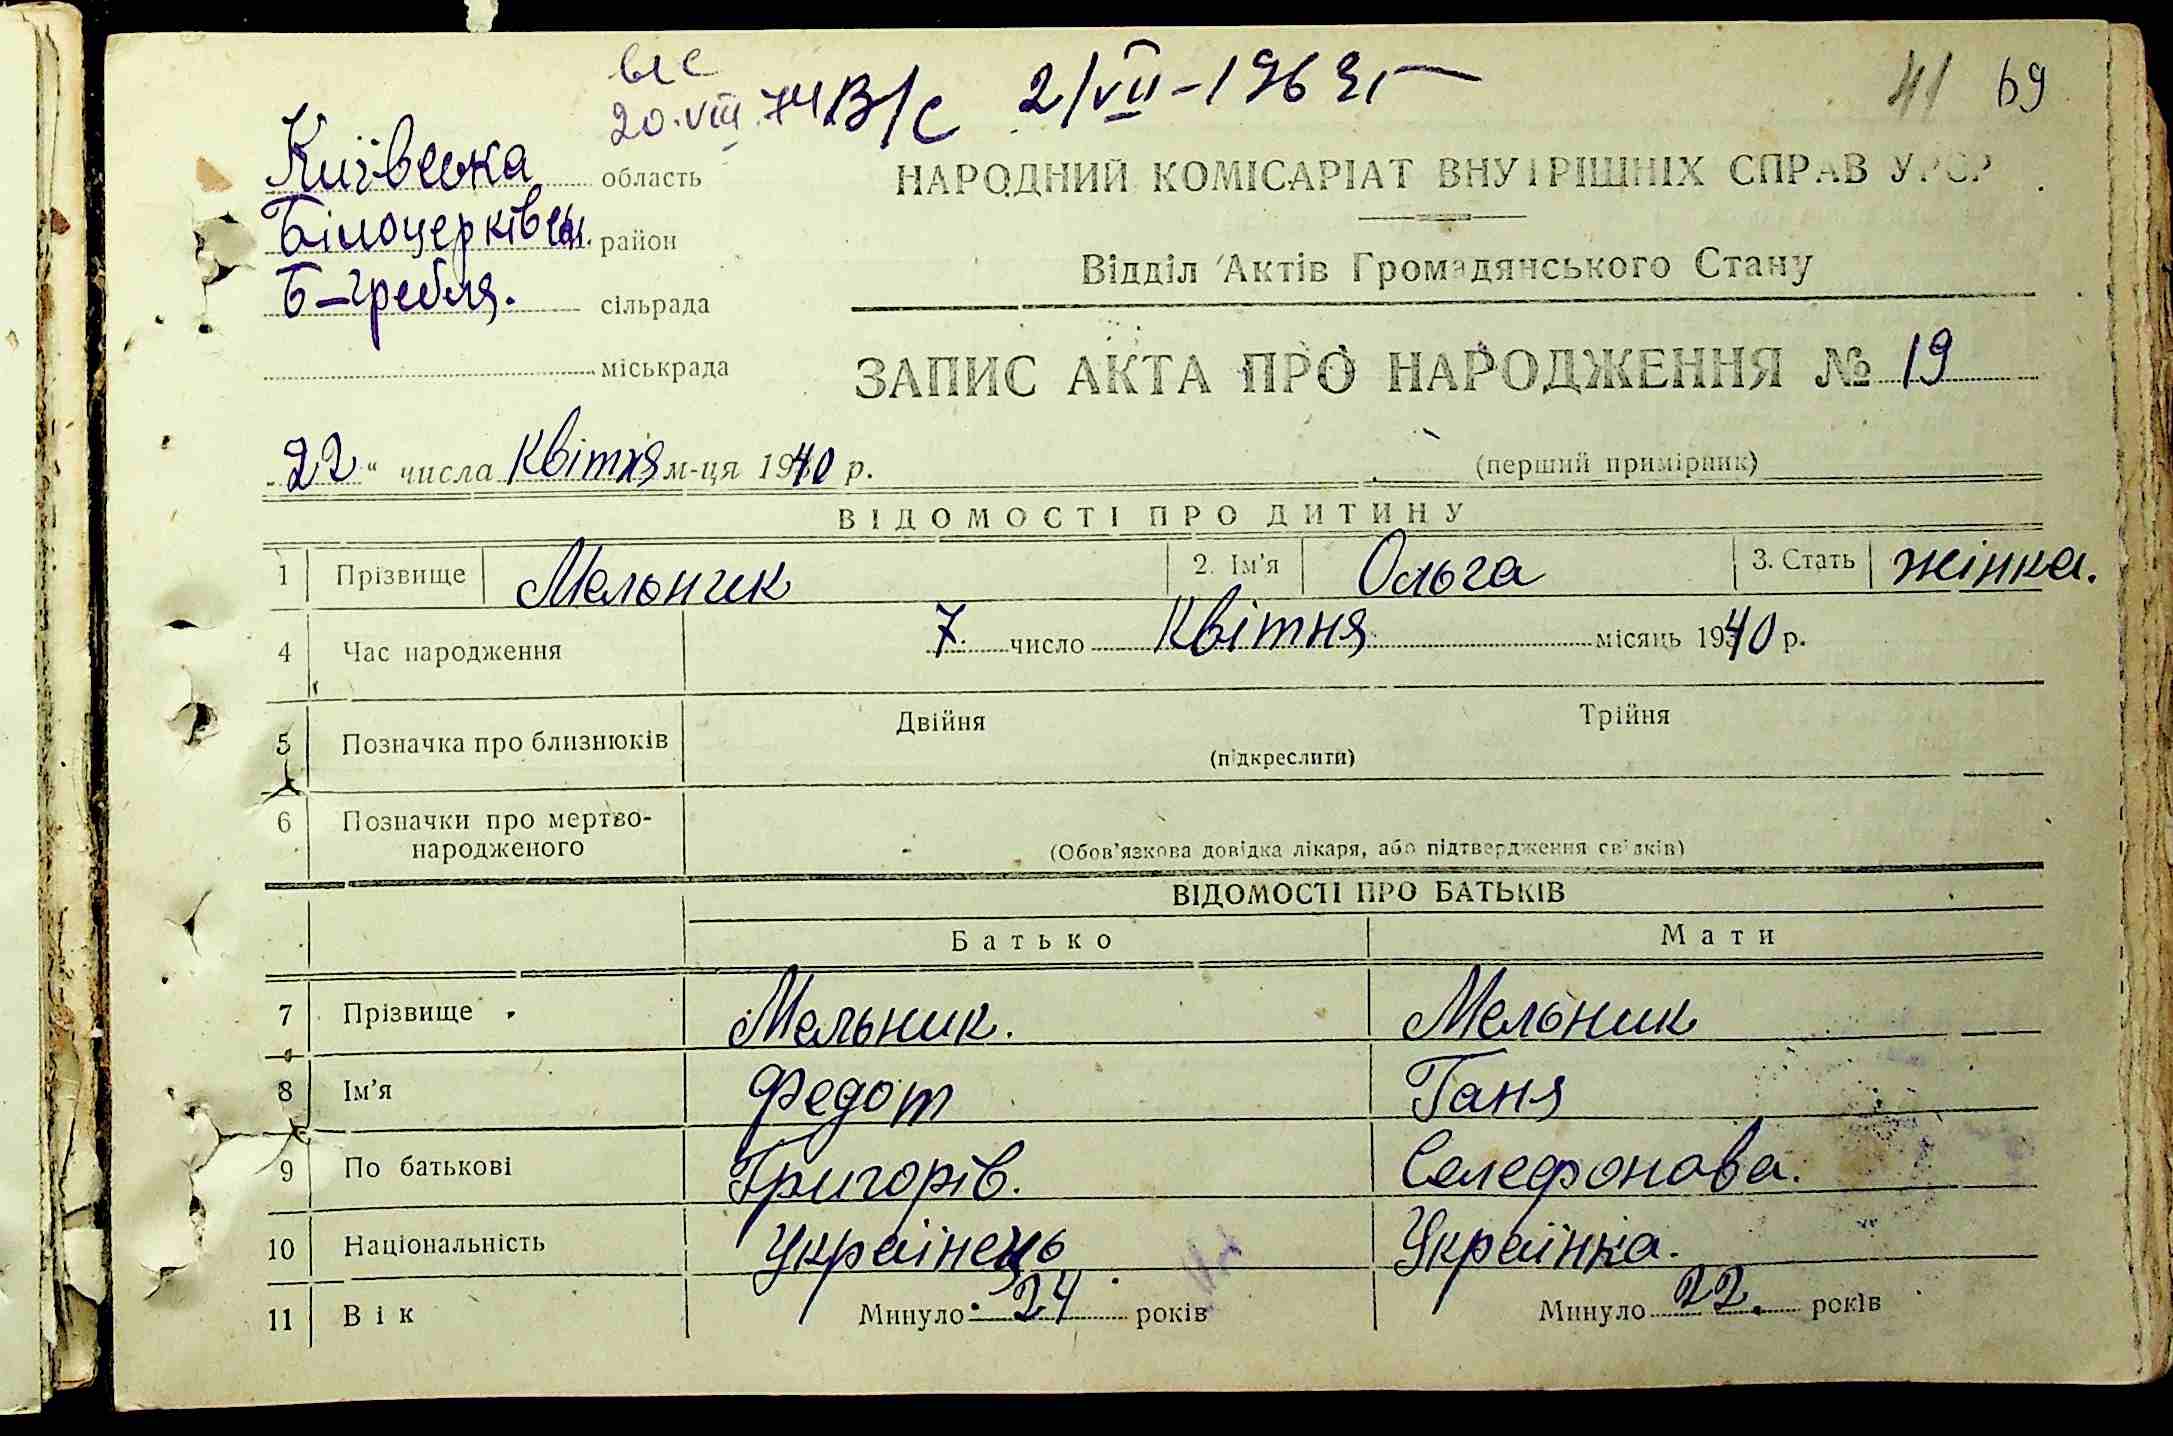 в/с
20.VIII.74 В/с 2/VII-1963г 41 69
Київська область
Білоцерківськ. район
Б-гребля. сільрада
міськрада
НАРОДНИЙ КОМІСАРІАТ ВНУТРІШНІХ СПРАВ УРСР
Відділ Актів Громадянського Стану
ЗАПИС АКТА ПРО НАРОДЖЕННЯ № 19
"22" числа Квітня м-ця 1940 р.
(перший примірник)
ВІДОМОСТІ ПРО ДИТИНУ
1 Прізвище Мельник 2. Ім'я Ольга 3. Стать жінка.
4 Час народження 7 число Квітня місяць 1940 р.
5 Позначка про близнюків Двійня Трійня
(підкреслити)
6 Позначки про мертво-
народженого (Обов'язкова довідка лікаря, або підтвердження свідків)
ВІДОМОСТІ ПРО БАТЬКІВ
Батько Мати
7 Прізвище Мельник. Мельник
8 Ім'я Федот Ганя
9 По батькові Григорів. Селефонова.
10 Національність Українець Українка.
11 Вік Минуло 24 років Минуло 22. років